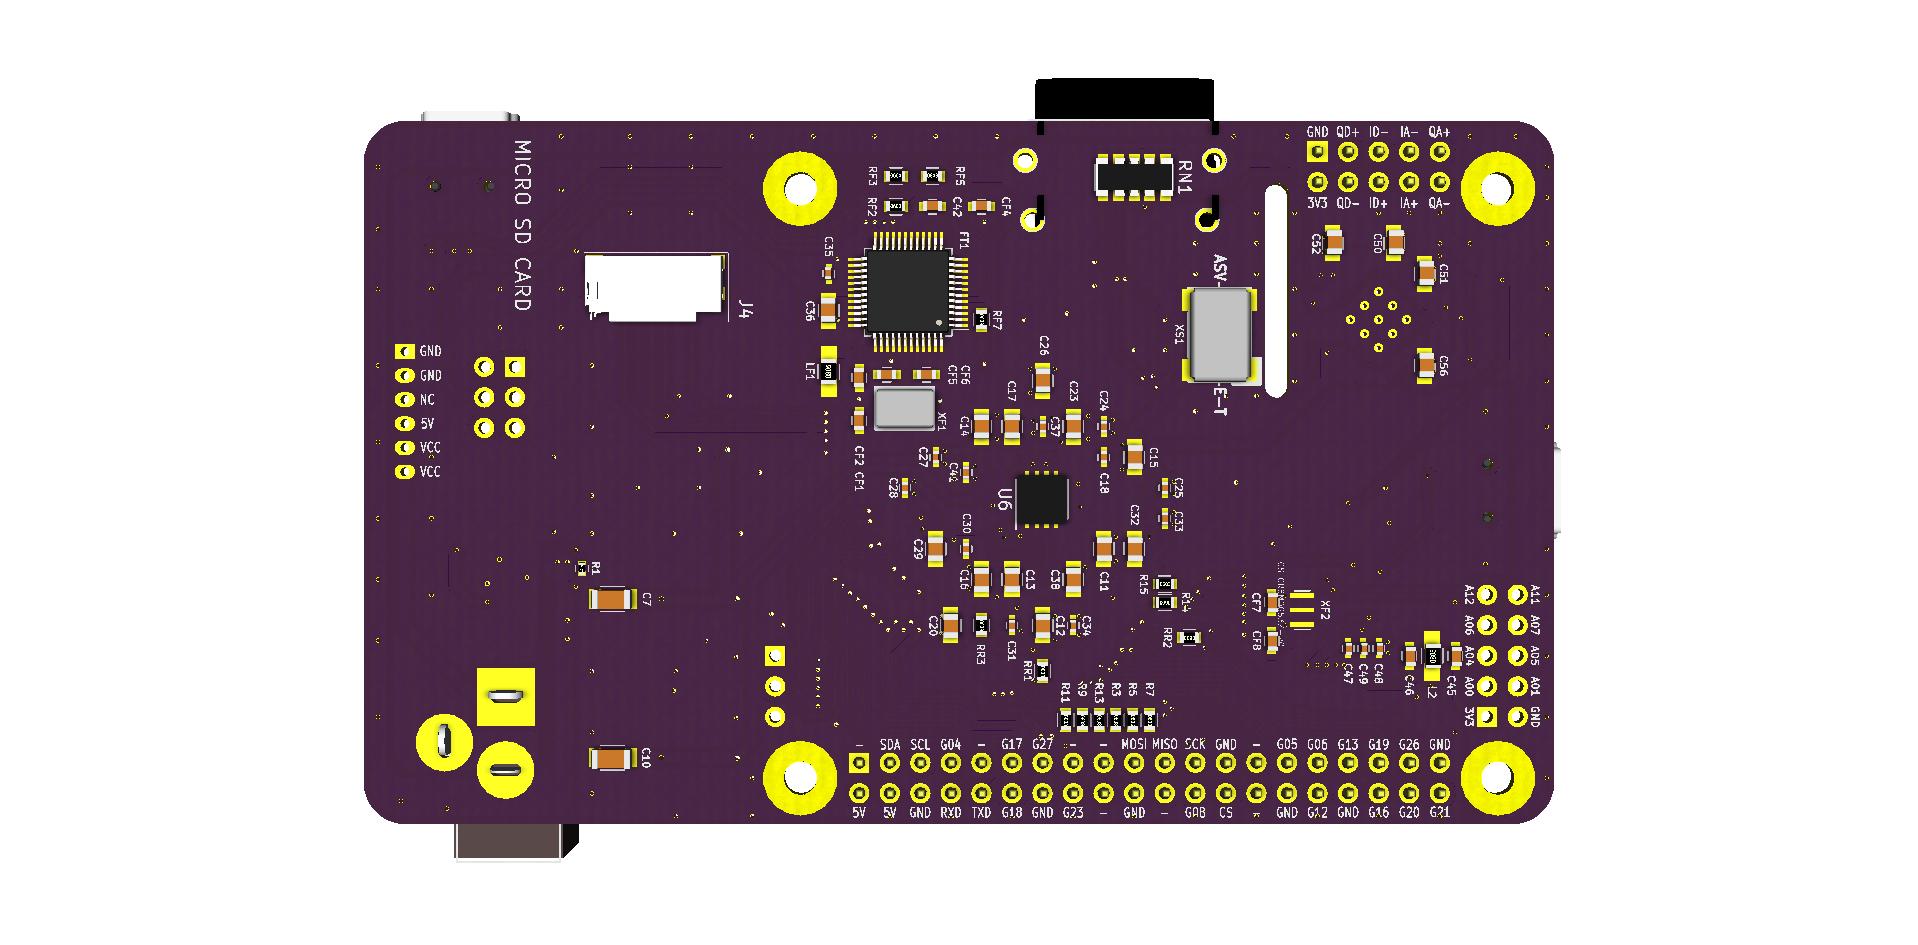 GND QD+ ID- IA- QA+
3V3 QD- ID+ IA+ QA-
MICRO SD CARD
J4
RF3
RF5
RF2
C42
CF4
RN1
C35
FT1
C36
RF7
LF1
ASV-
XS1
E-T
C52
C50
C51
C56
GND
GND
NC
5V
VCC
VCC
CF6
CF5
XF1
CF2 CF1
C26
C17
C23
C24
C14
C37
C15
C18
C27
C41
C28
U6
C25
C33
C30
C32
C29
C16
C13
C38
C11
R15
R14
RR2
C20
RR3
C31
C12
C34
RR1
R1
C7
C10
CF7
XF2
CF8
C47
C49
C48
C46
L2
C45
A12 A11
A06 A07
A04 A05
A00 A01
3V3 GND
R11 R9 R13 R3 R5 R7
- SDA SCL G04 - G17 G27 - - MOSI MISO SCK GND - G05 G06 G13 G19 G26 GND
5V 5V GND RXD TXD G18 GND G23 - GND - GAB CS - GND G12 GND G16 G20 G21